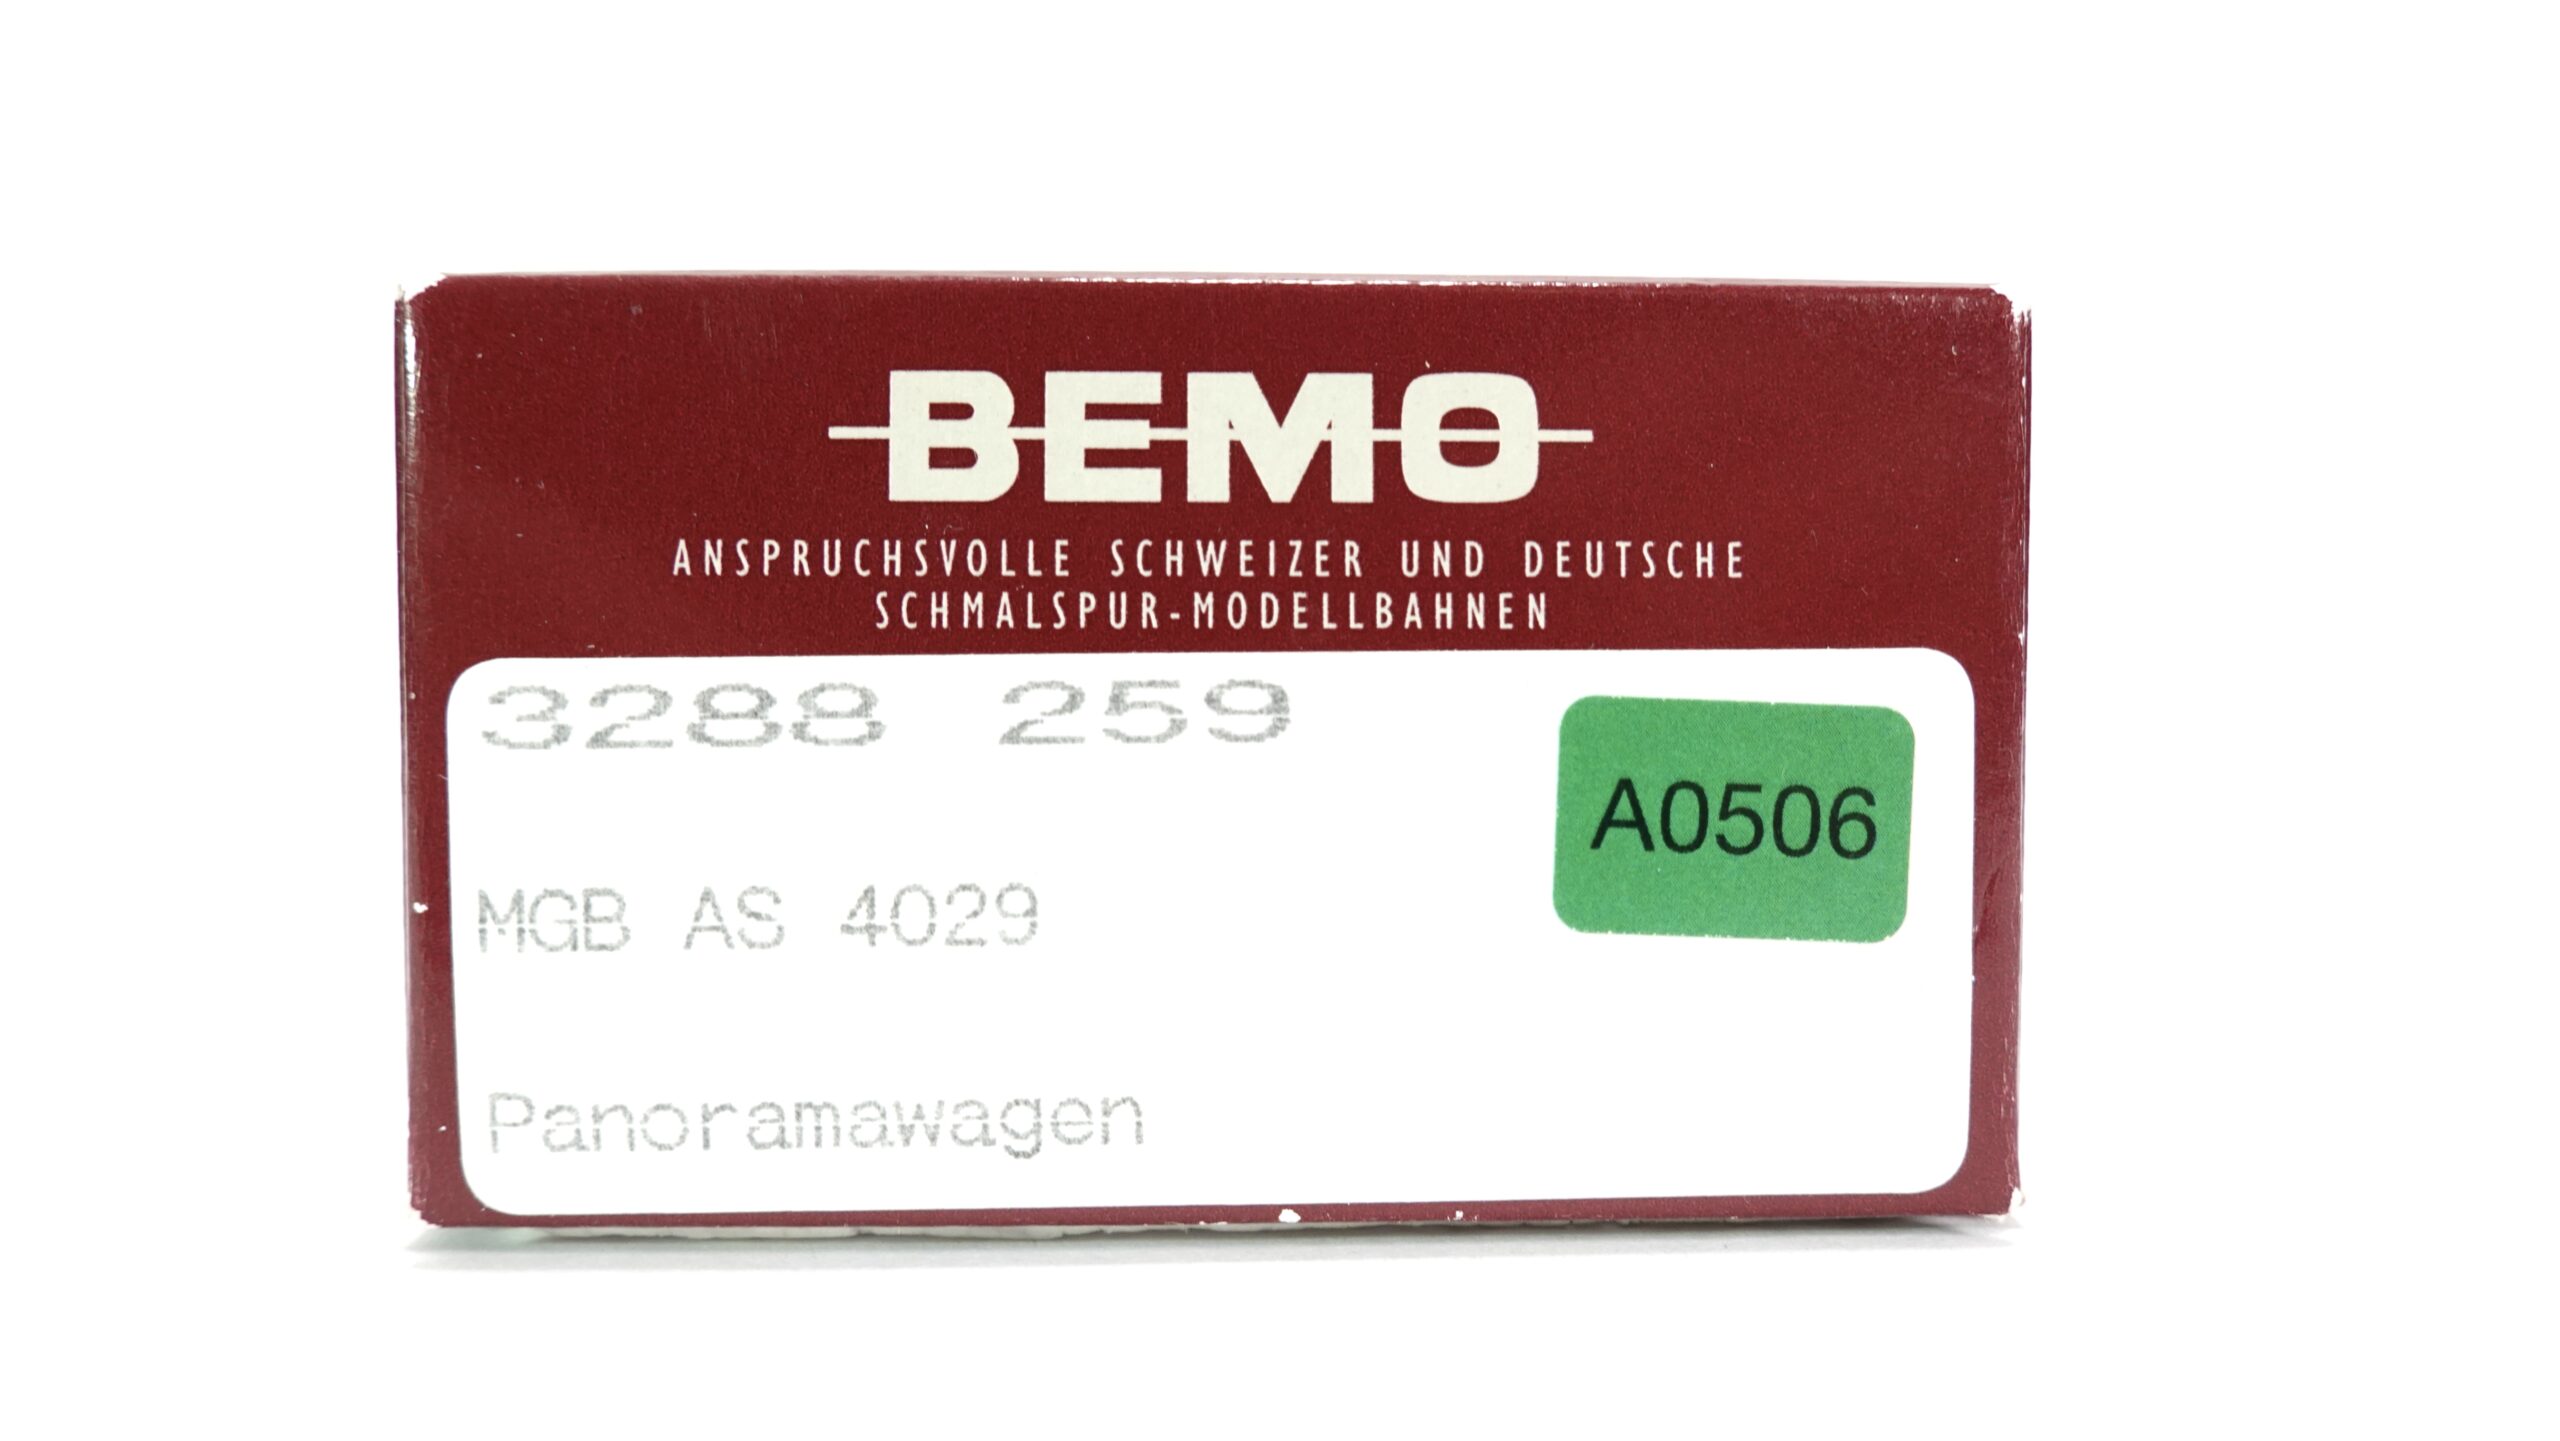 BEMO
ANSPRUCHSVOLLE SCHWEIZER UND DEUTSCHE
SCHMALSPUR-MODELLBAHNEN
3288 259
A0506
MGB AS 4029
Panoramawagen